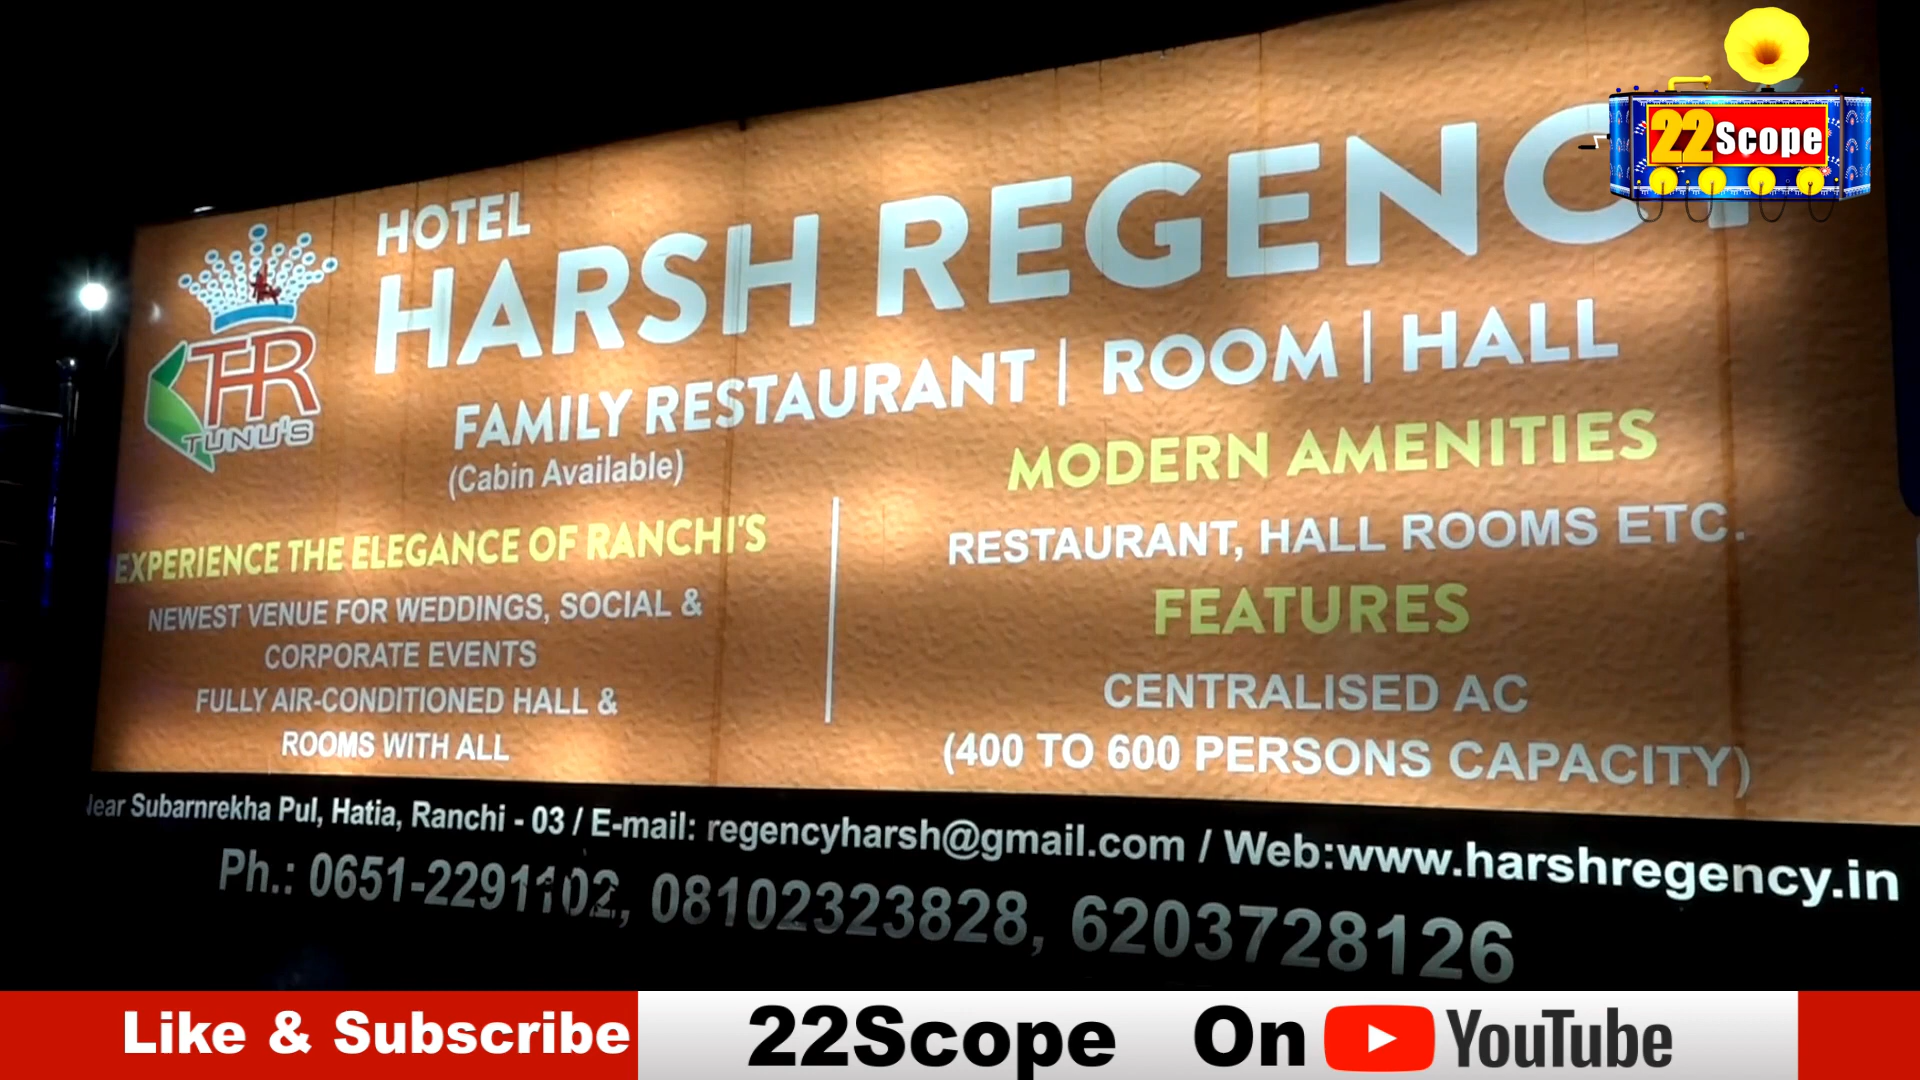 22Scope
HOTEL
HARSH REGENC
THR
TUNU'S
FAMILY RESTAURANT | ROOM | HALL
(Cabin Available)
EXPERIENCE THE ELEGANCE OF RANCHI'S
NEWEST VENUE FOR WEDDINGS, SOCIAL &
CORPORATE EVENTS
FULLY AIR-CONDITIONED HALL &
ROOMS WITH ALL
MODERN AMENITIES
RESTAURANT, HALL ROOMS ETC.
FEATURES
CENTRALISED AC
(400 TO 600 PERSONS CAPACITY)
Near Subarnrekha Pul, Hatia, Ranchi - 03 / E-mail: regencyharsh@gmail.com / Web:www.harshregency.in
Ph.: 0651-2291102, 08102323828, 6203728126
Like & Subscribe 22Scope On YouTube